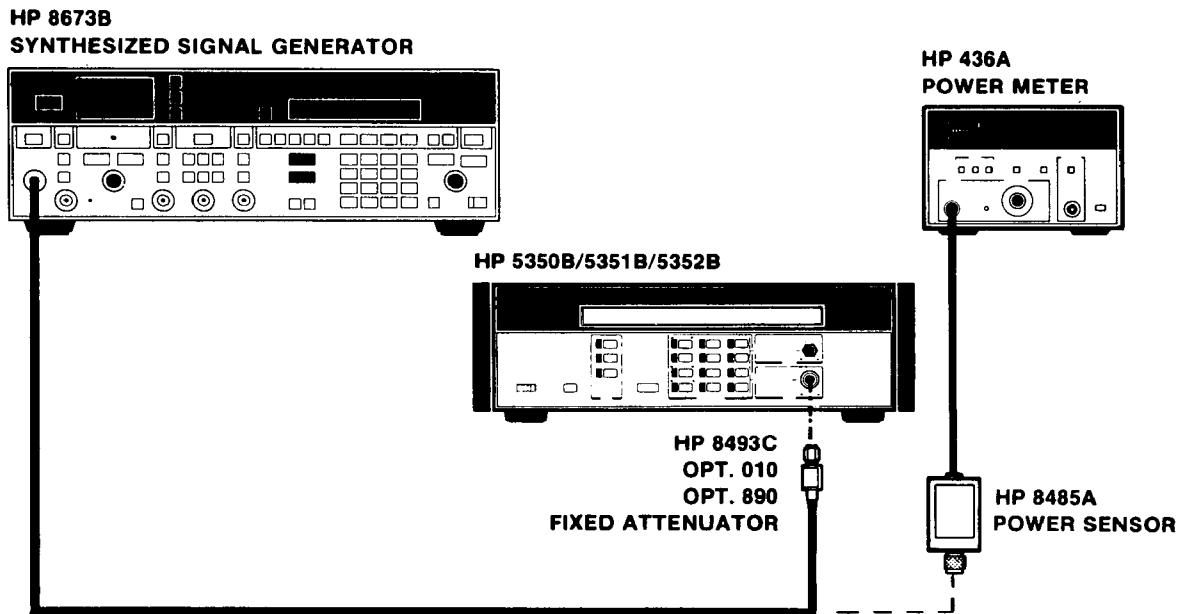 HP 8673B
SYNTHESIZED SIGNAL GENERATOR
HP 436A
POWER METER
HP 5350B/5351B/5352B
HP 8493C
OPT. 010
OPT. 890
FIXED ATTENUATOR
HP 8485A
POWER SENSOR